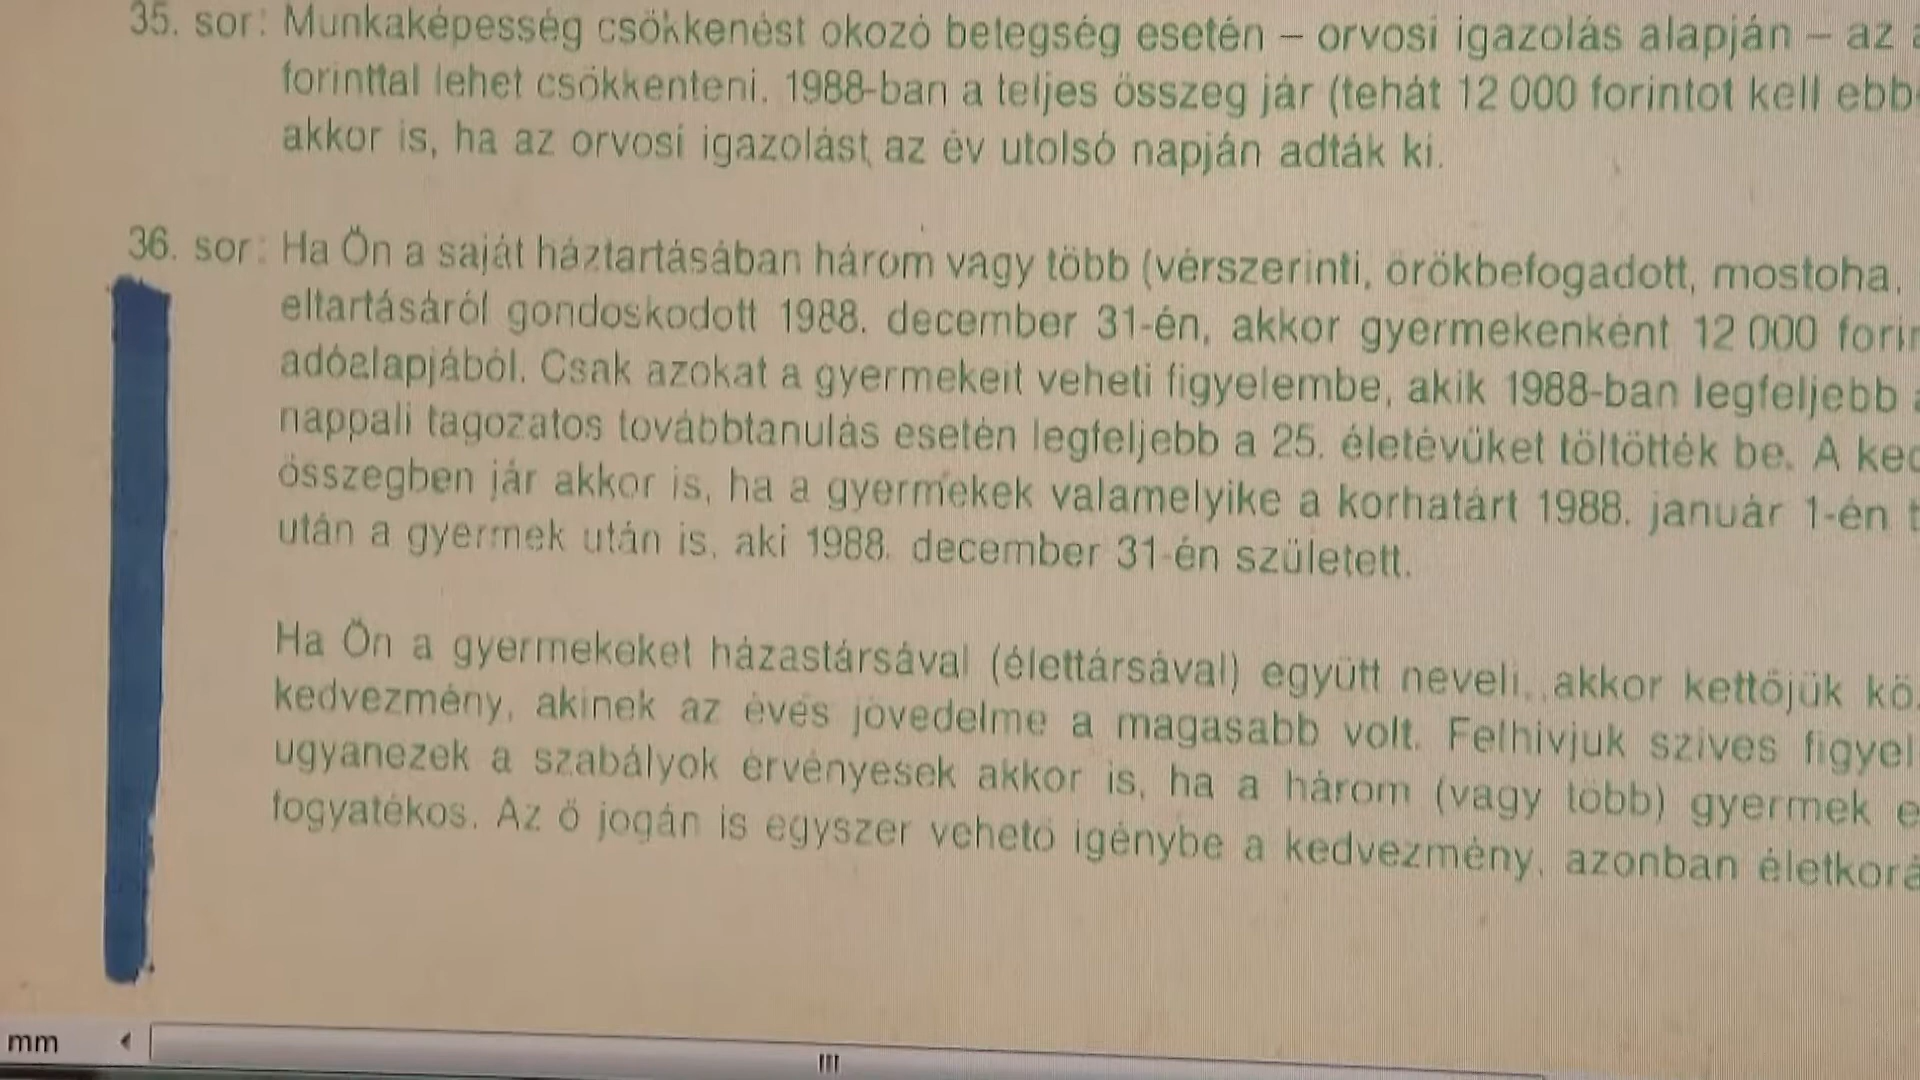 35. sor: Munkaképesség csökkenést okozó betegség esetén – orvosi igazolás alapján – az
forinttal lehet csökkenteni. 1988-ban a teljes összeg jár (tehát 12 000 forintot kell ebb
akkor is, ha az orvosi igazolást az év utolsó napján adták ki.
36. sor: Ha Ön a saját háztartásában három vagy több (vérszerinti, örökbefogadott, mostoha,
eltartásáról gondoskodott 1988. december 31-én, akkor gyermekenként 12 000 forin
adóalapjából. Csak azokat a gyermekeit veheti figyelembe, akik 1988-ban legfeljebb a
nappali tagozatos továbbtanulás esetén legfeljebb a 25. életévüket töltötték be. A ked
összegben jár akkor is, ha a gyermekek valamelyike a korhatárt 1988. január 1-én t
után a gyermek után is, aki 1988. december 31-én született.
Ha Ön a gyermekeket házastársával (élettársával) együtt neveli, akkor kettőjük kö
kedvezmény, akinek az éves jövedelme a magasabb volt. Felhívjuk szíves figyel
ugyanezek a szabályok érvényesek akkor is, ha a három (vagy több) gyermek e
fogyatékos. Az ő jogán is egyszer vehető igénybe a kedvezmény, azonban életkorá
mm